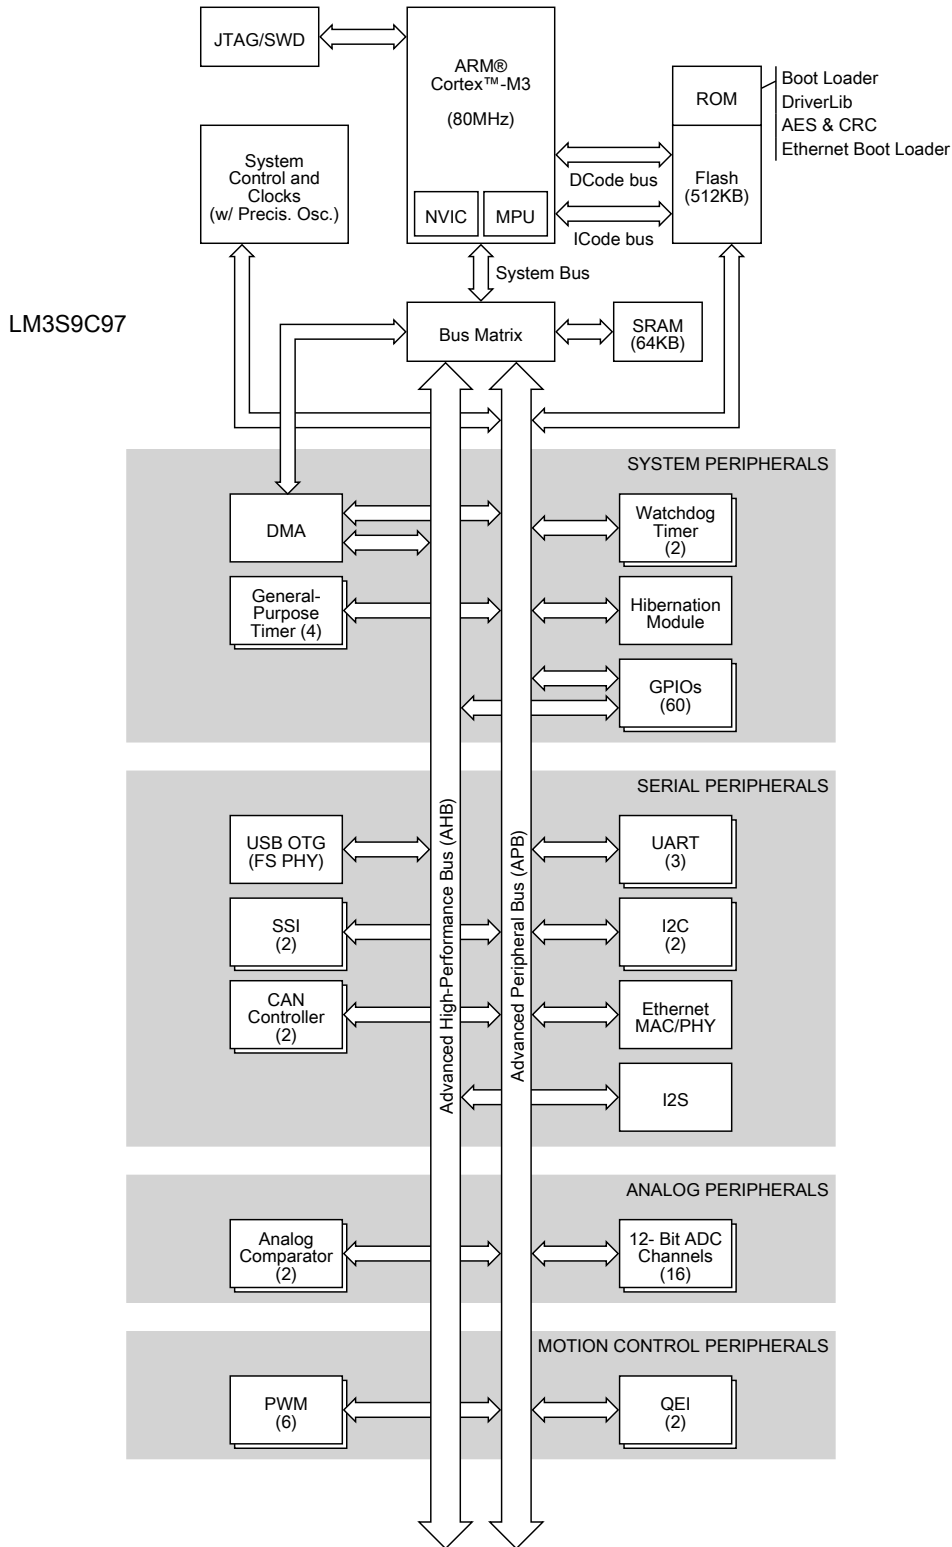 JTAG/SWD
ARM®
Cortex™-M3
(80MHz)
NVIC
MPU
System
Control and
Clocks
(w/ Precis. Osc.)
ROM
Flash
(512KB)
Boot Loader
DriverLib
AES & CRC
Ethernet Boot Loader
DCode bus
ICode bus
System Bus
LM3S9C97
Bus Matrix
SRAM
(64KB)
SYSTEM PERIPHERALS
DMA
Watchdog
Timer
(2)
General-
Purpose
Timer (4)
Hibernation
Module
GPIOs
(60)
SERIAL PERIPHERALS
Advanced High-Performance Bus (AHB)
Advanced Peripheral Bus (APB)
USB OTG
(FS PHY)
UART
(3)
SSI
(2)
I2C
(2)
CAN
Controller
(2)
Ethernet
MAC/PHY
I2S
ANALOG PERIPHERALS
Analog
Comparator
(2)
12- Bit ADC
Channels
(16)
MOTION CONTROL PERIPHERALS
PWM
(6)
QEI
(2)